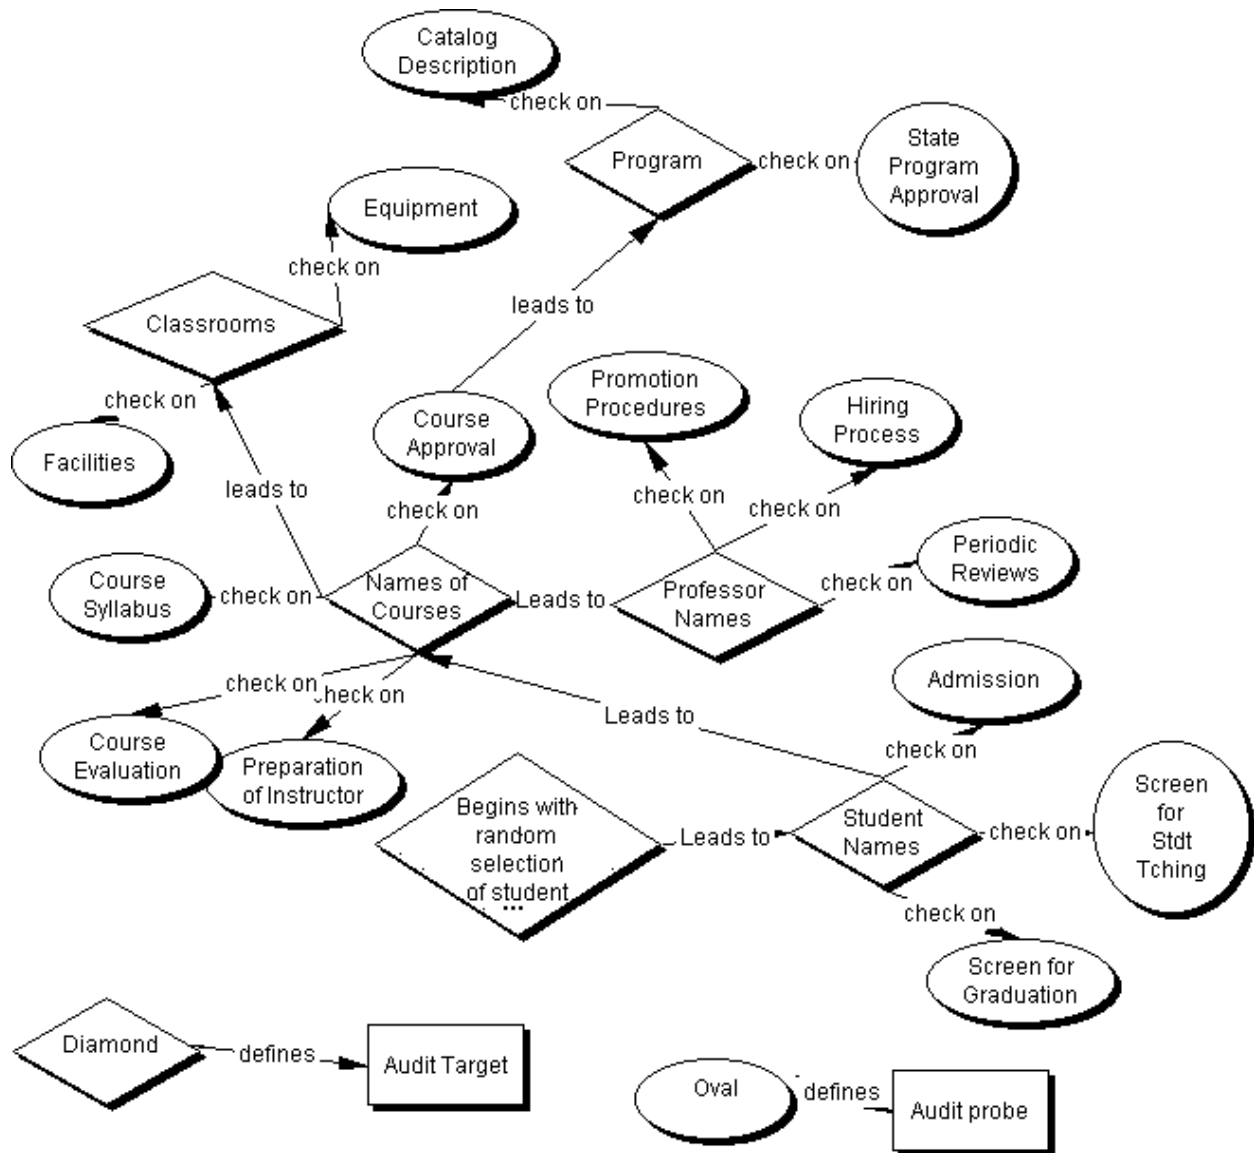 Catalog
Description
check on
Program
check on
State
Program
Approval
Equipment
check on
leads to
Classrooms
check on
Facilities
leads to
Course
Approval
check on
Promotion
Procedures
Hiring
Process
check on
check on
Periodic
Reviews
check on
Course
Syllabus
check on
Names of
Courses
Leads to
Professor
Names
check on
check on
Course
Evaluation
Preparation
of Instructor
Leads to
Admission
check on
Begins with
random
selection
of student
...
Leads to
Student
Names
check on
Screen
for
Stdt
Tching
check on
Screen for
Graduation
Diamond
defines
Audit Target
Oval
defines
Audit probe